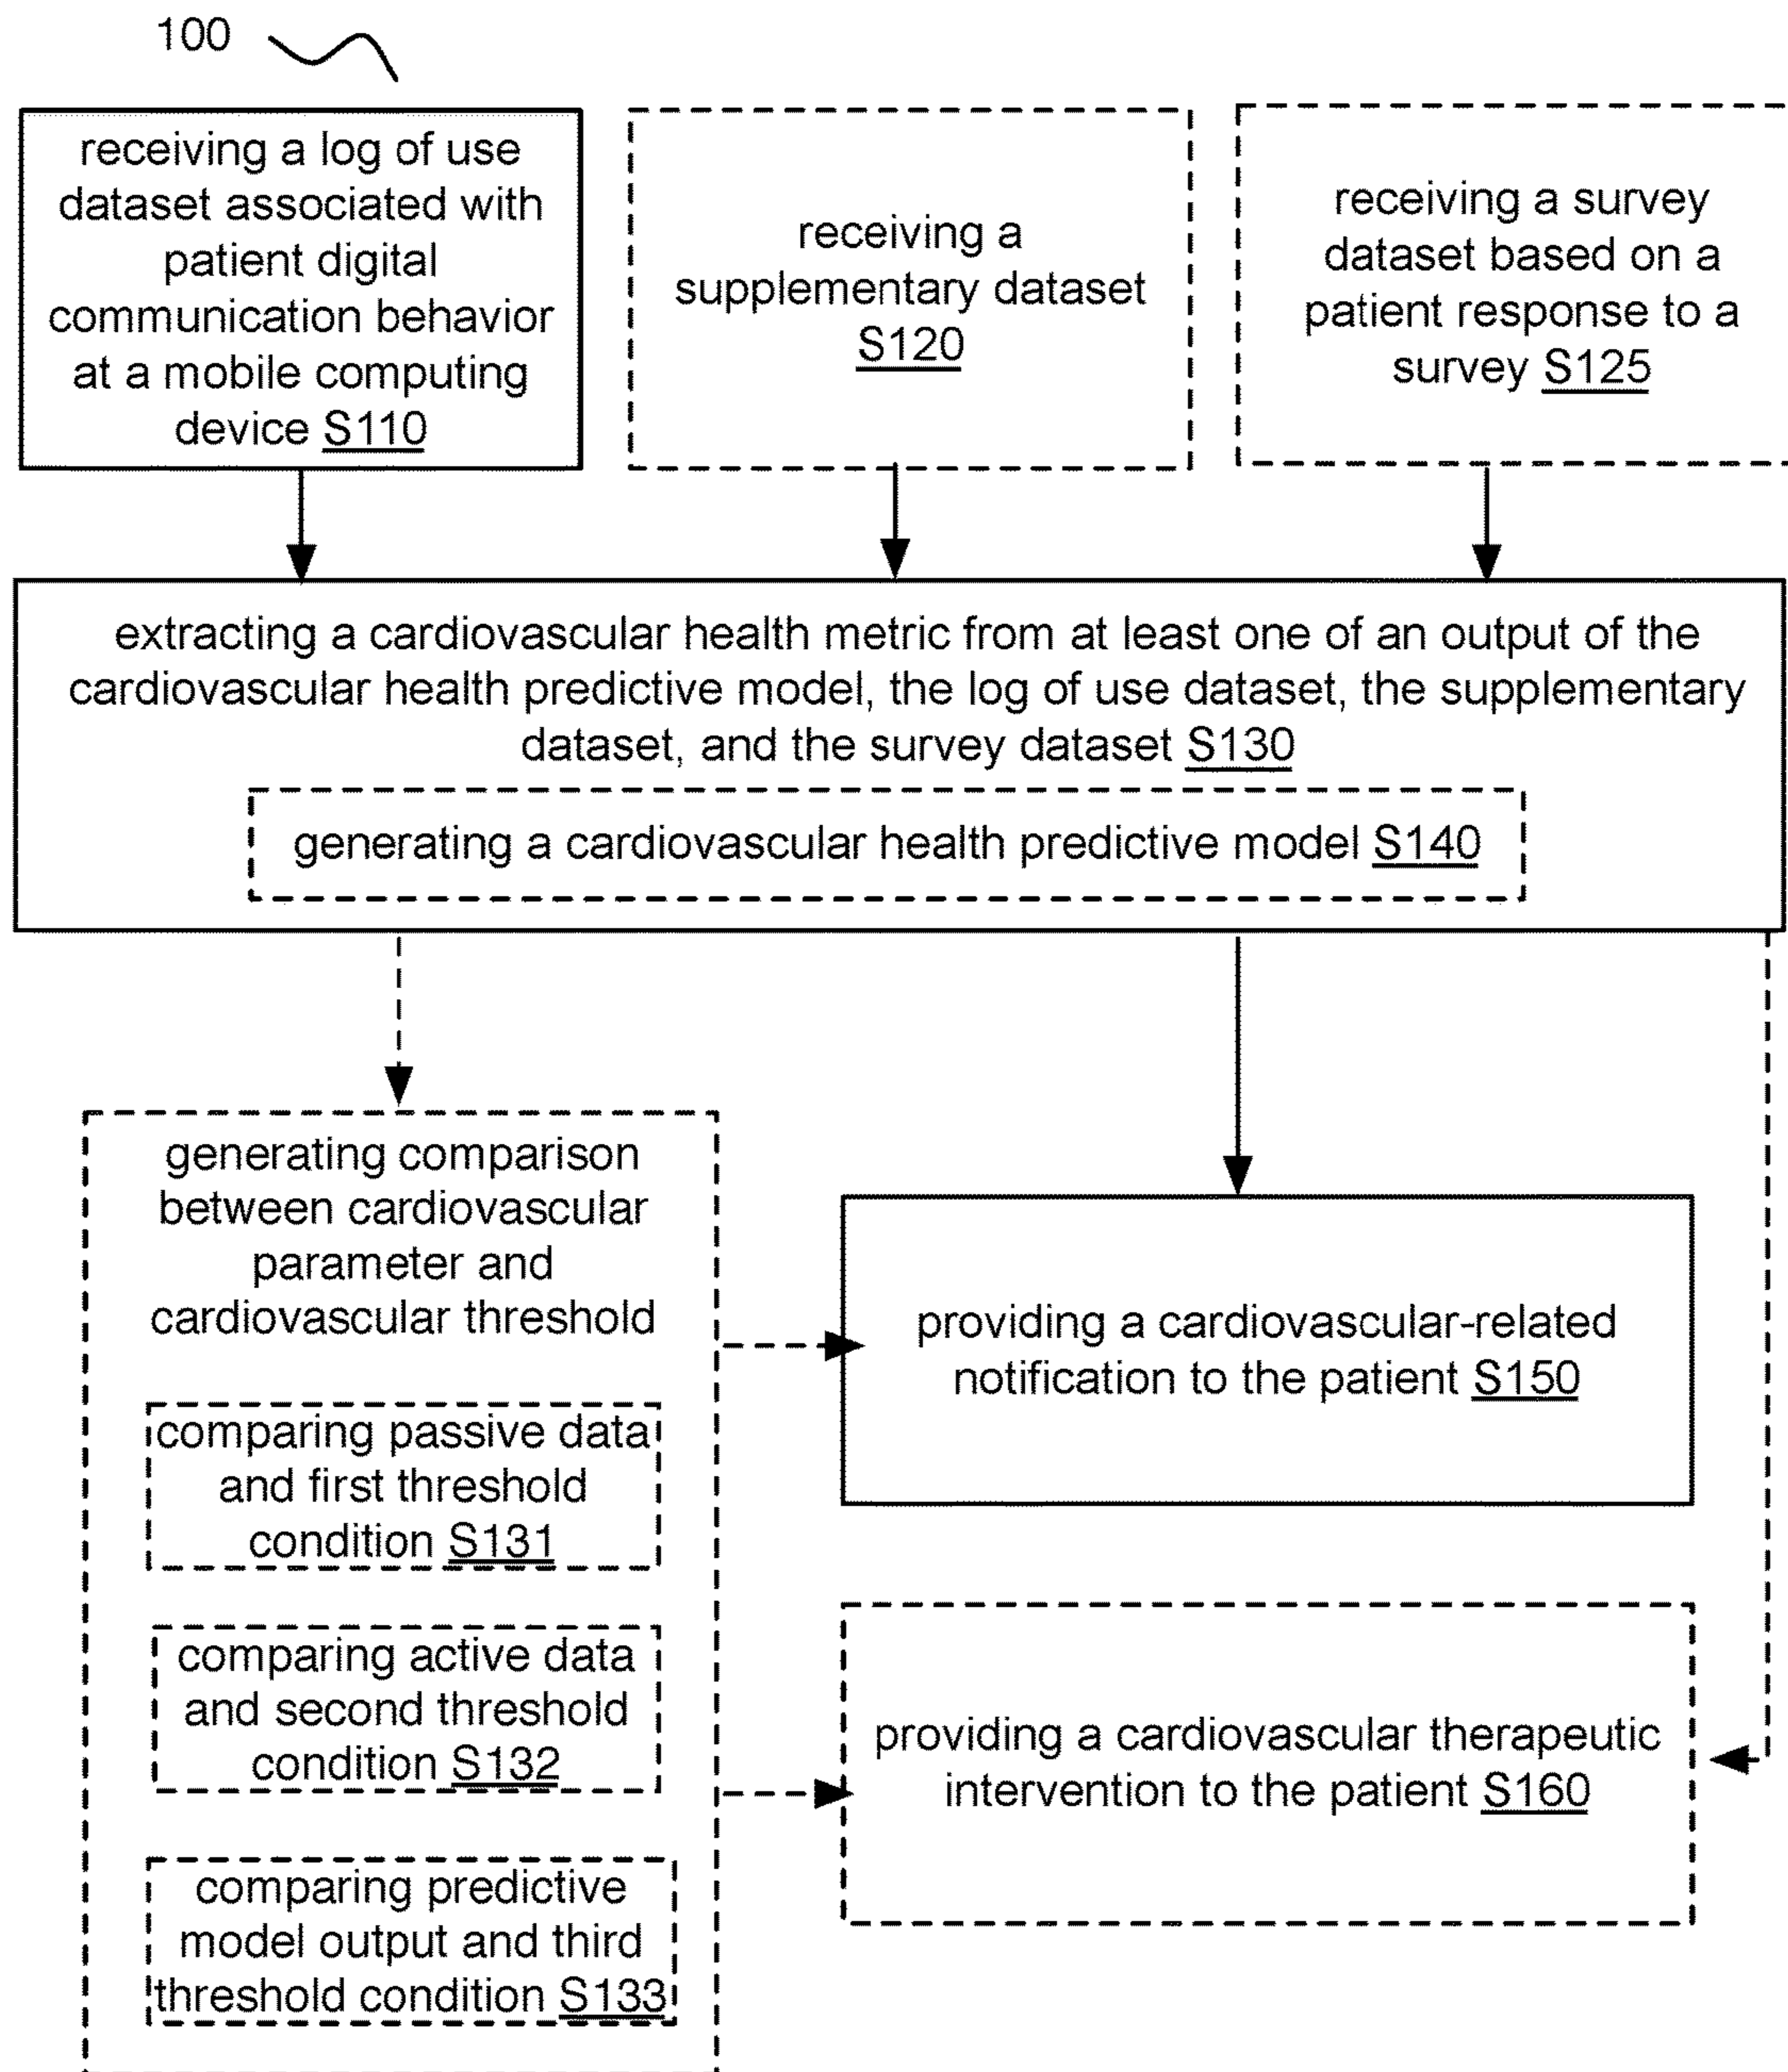 100
receiving a log of use
dataset associated with
patient digital
communication behavior
at a mobile computing
device S110
receiving a
supplementary dataset
S120
receiving a survey
dataset based on a
patient response to a
survey S125
extracting a cardiovascular health metric from at least one of an output of the
cardiovascular health predictive model, the log of use dataset, the supplementary
dataset, and the survey dataset S130
generating a cardiovascular health predictive model S140
generating comparison
between cardiovascular
parameter and
cardiovascular threshold
comparing passive data
and first threshold
condition S131
comparing active data
and second threshold
condition S132
comparing predictive
model output and third
threshold condition S133
providing a cardiovascular-related
notification to the patient S150
providing a cardiovascular therapeutic
intervention to the patient S160